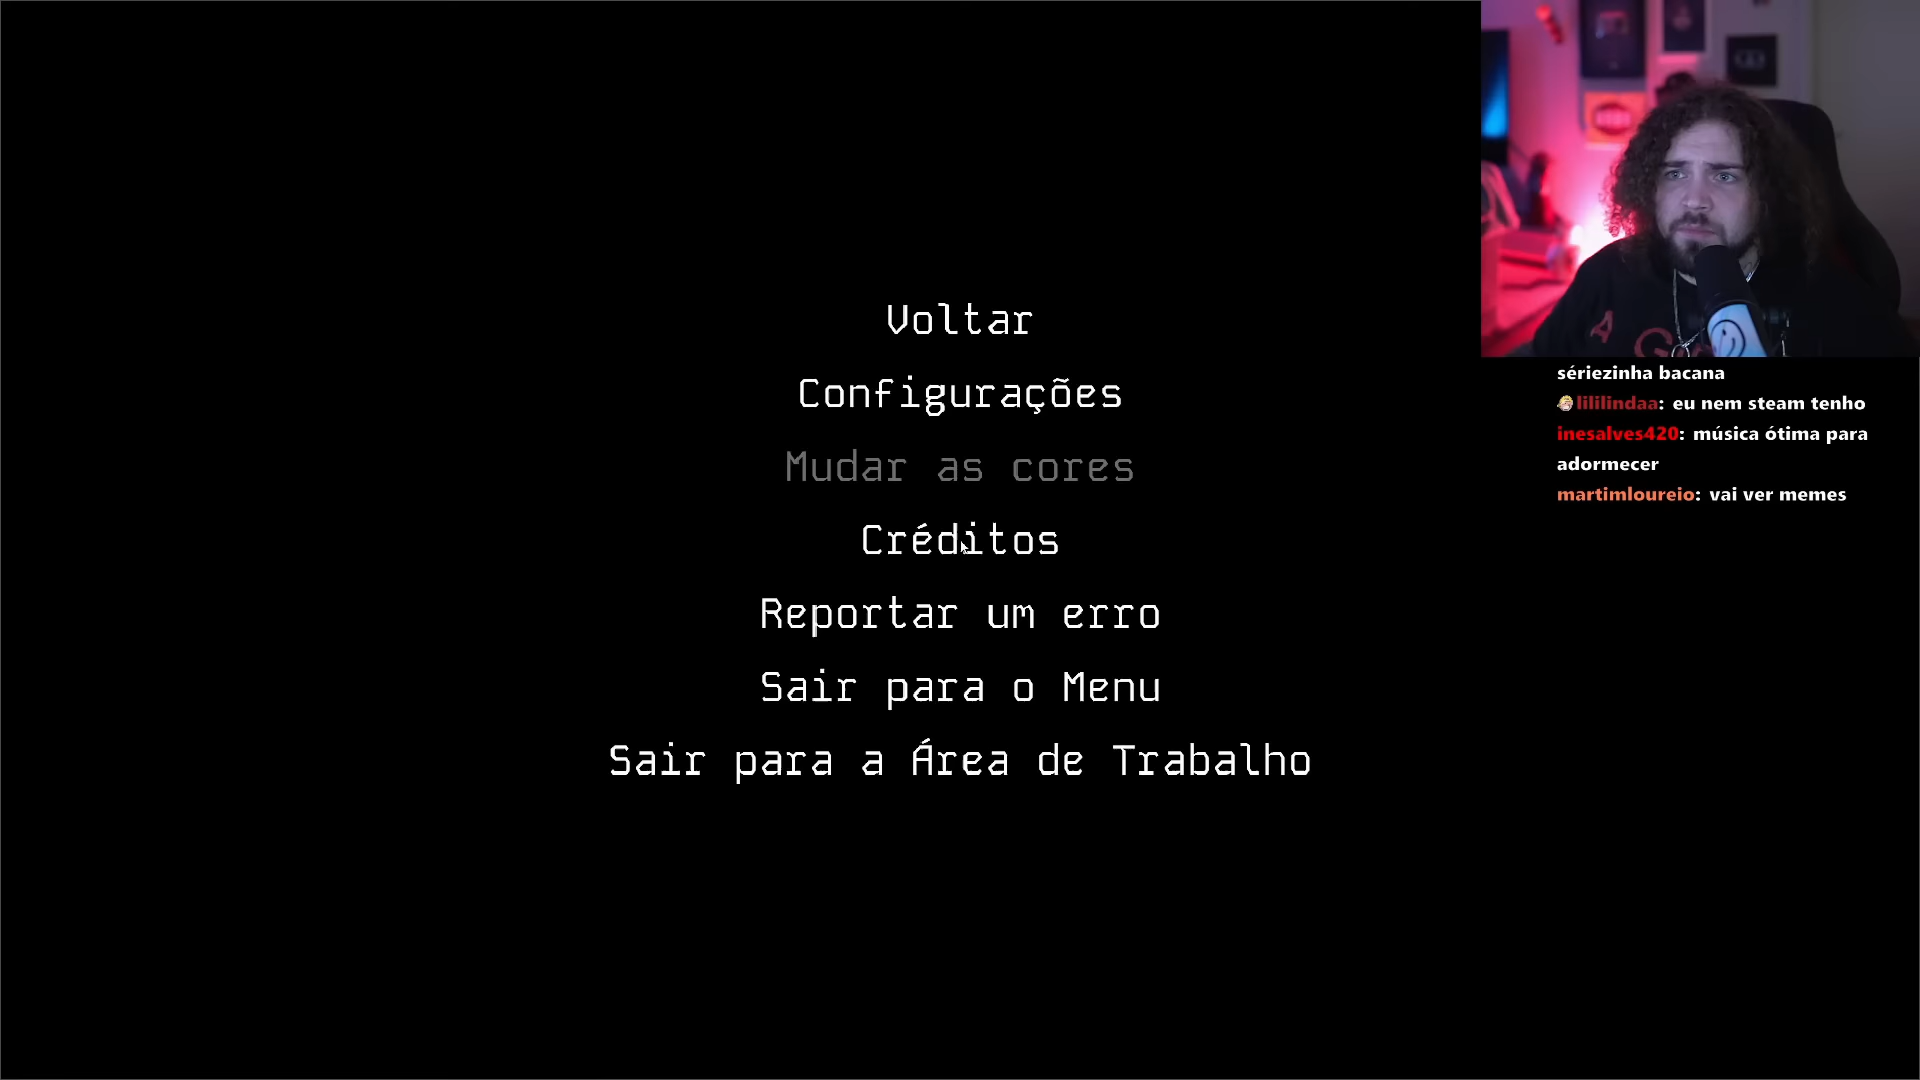 Voltar
Configurações
Mudar as cores
Créditos
Reportar um erro
Sair para o Menu
Sair para a Área de Trabalho
sériezinha bacana
lililindaa: eu nem steam tenho
inesalves420: música ótima para
adormecer
martimloureio: vai ver memes